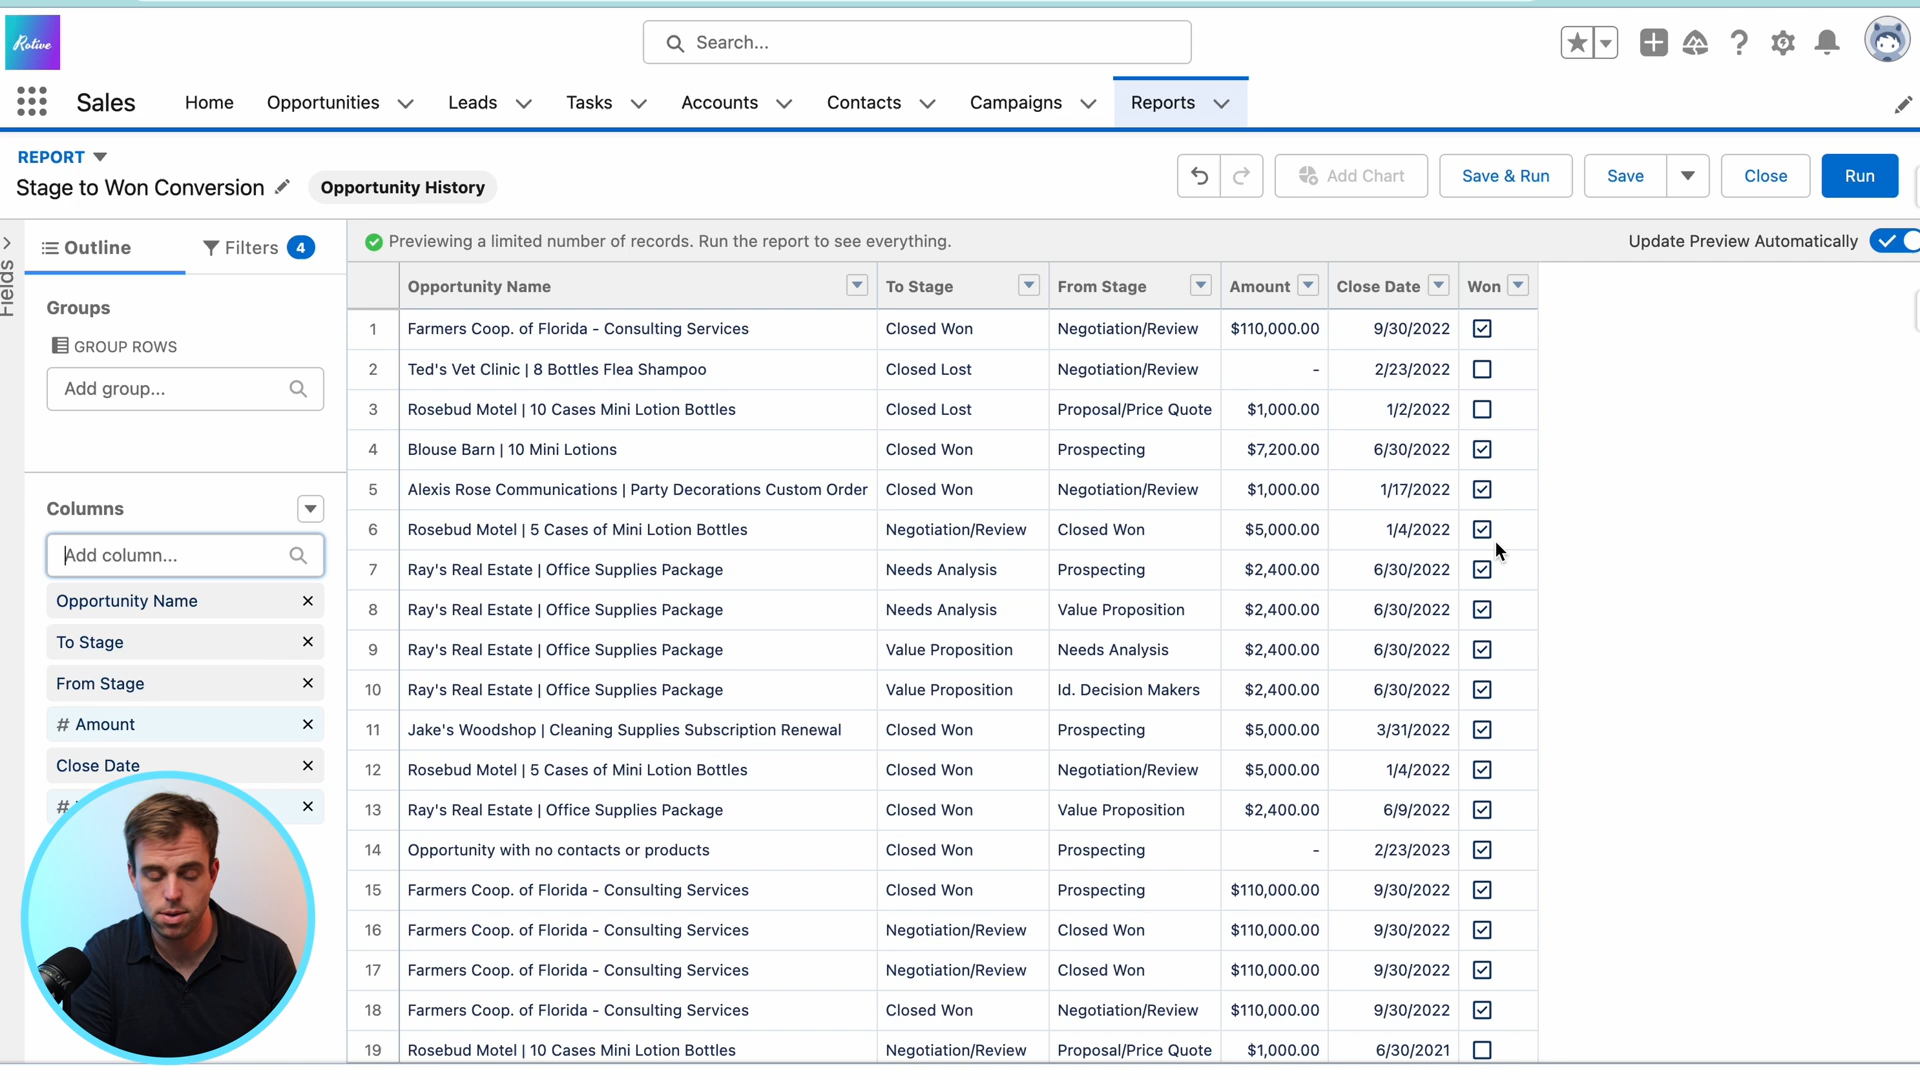 Rotive
Search...
Sales Home Opportunities Leads Tasks Accounts Contacts Campaigns Reports
REPORT
Stage to Won Conversion Opportunity History
Add Chart Save & Run Save Close Run
Fields
Outline Filters 4
Previewing a limited number of records. Run the report to see everything. Update Preview Automatically
Groups
GROUP ROWS
Add group...
Columns
Add column...
Opportunity Name
To Stage
From Stage
# Amount
Close Date
#
Opportunity Name To Stage From Stage Amount Close Date Won
1 Farmers Coop. of Florida - Consulting Services Closed Won Negotiation/Review $110,000.00 9/30/2022
2 Ted's Vet Clinic | 8 Bottles Flea Shampoo Closed Lost Negotiation/Review - 2/23/2022
3 Rosebud Motel | 10 Cases Mini Lotion Bottles Closed Lost Proposal/Price Quote $1,000.00 1/2/2022
4 Blouse Barn | 10 Mini Lotions Closed Won Prospecting $7,200.00 6/30/2022
5 Alexis Rose Communications | Party Decorations Custom Order Closed Won Negotiation/Review $1,000.00 1/17/2022
6 Rosebud Motel | 5 Cases of Mini Lotion Bottles Negotiation/Review Closed Won $5,000.00 1/4/2022
7 Ray's Real Estate | Office Supplies Package Needs Analysis Prospecting $2,400.00 6/30/2022
8 Ray's Real Estate | Office Supplies Package Needs Analysis Value Proposition $2,400.00 6/30/2022
9 Ray's Real Estate | Office Supplies Package Value Proposition Needs Analysis $2,400.00 6/30/2022
10 Ray's Real Estate | Office Supplies Package Value Proposition Id. Decision Makers $2,400.00 6/30/2022
11 Jake's Woodshop | Cleaning Supplies Subscription Renewal Closed Won Prospecting $5,000.00 3/31/2022
12 Rosebud Motel | 5 Cases of Mini Lotion Bottles Closed Won Negotiation/Review $5,000.00 1/4/2022
13 Ray's Real Estate | Office Supplies Package Closed Won Value Proposition $2,400.00 6/9/2022
14 Opportunity with no contacts or products Closed Won Prospecting - 2/23/2023
15 Farmers Coop. of Florida - Consulting Services Closed Won Prospecting $110,000.00 9/30/2022
16 Farmers Coop. of Florida - Consulting Services Negotiation/Review Closed Won $110,000.00 9/30/2022
17 Farmers Coop. of Florida - Consulting Services Negotiation/Review Closed Won $110,000.00 9/30/2022
18 Farmers Coop. of Florida - Consulting Services Closed Won Negotiation/Review $110,000.00 9/30/2022
19 Rosebud Motel | 10 Cases Mini Lotion Bottles Negotiation/Review Proposal/Price Quote $1,000.00 6/30/2021